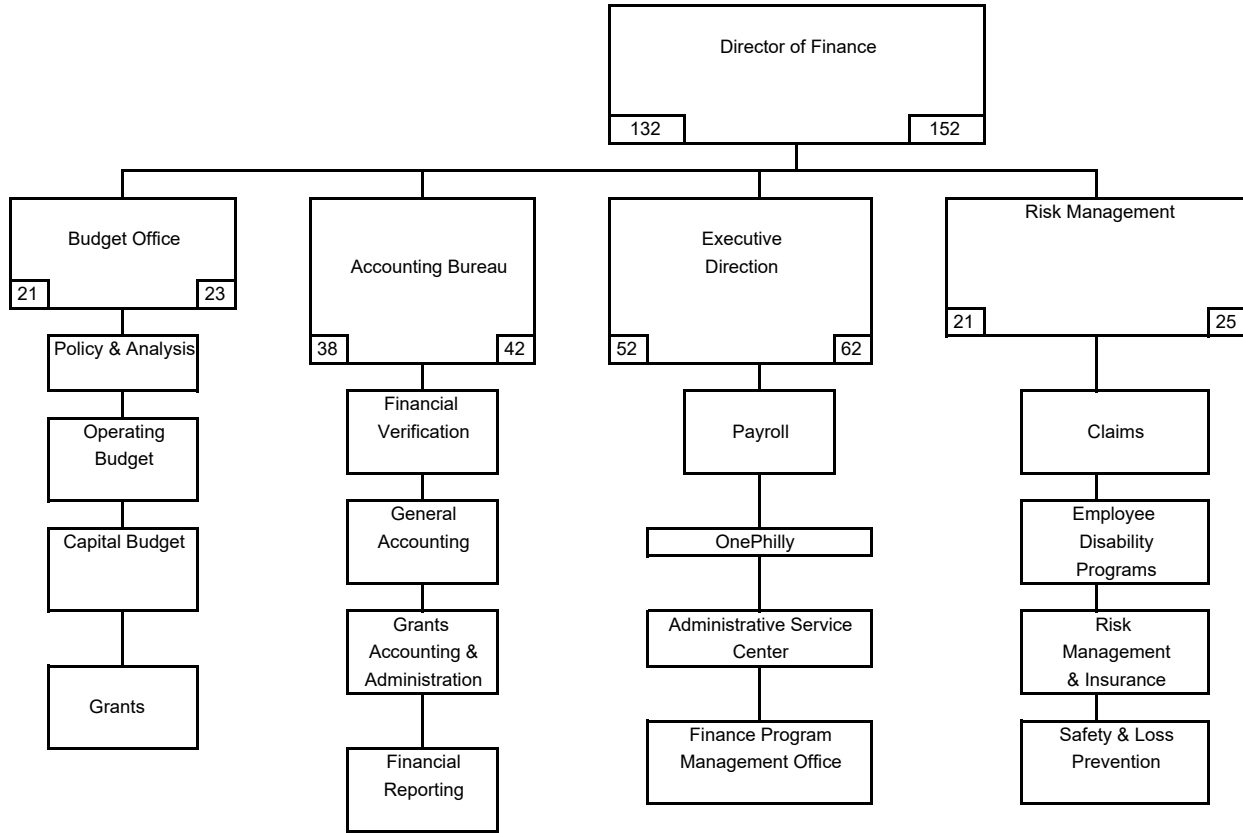 Director of Finance
132
152
Budget Office
21
23
Policy & Analysis
Operating
Budget
Capital Budget
Grants
Accounting Bureau
38
42
Financial
Verification
General
Accounting
Grants
Accounting &
Administration
Financial
Reporting
Executive
Direction
52
62
Payroll
OnePhilly
Administrative Service
Center
Finance Program
Management Office
Risk Management
21
25
Claims
Employee
Disability
Programs
Risk
Management
& Insurance
Safety & Loss
Prevention